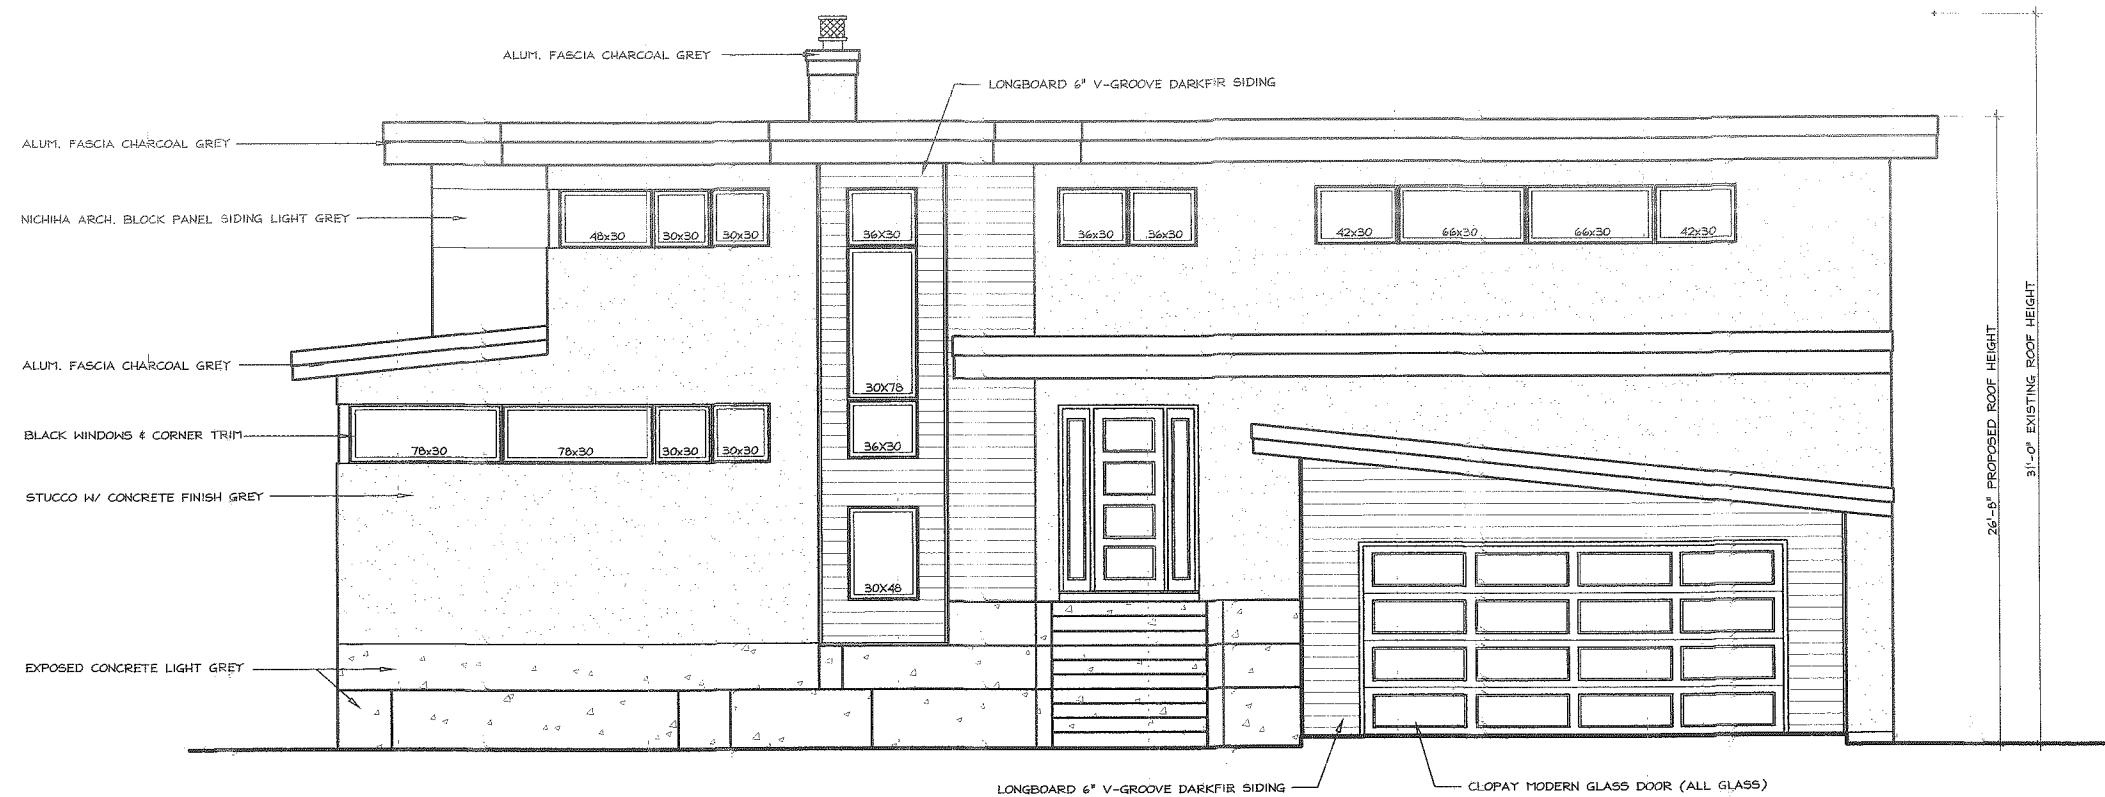 ALUM. FASCIA CHARCOAL GREY
LONGBOARD 6" V-GROOVE DARKFIR SIDING
ALUM. FASCIA CHARCOAL GREY
NICHIHA ARCH. BLOCK PANEL SIDING LIGHT GREY
48x30
30x30
30x30
36X30
36x30
36x30
42x30
66x30
66x30
42x30
26'-8" PROPOSED ROOF HEIGHT
31'-0" EXISTING ROOF HEIGHT
ALUM. FASCIA CHARCOAL GREY
30X78
BLACK WINDOWS & CORNER TRIM
78x30
78x30
30x30
30x30
36X30
STUCCO W/ CONCRETE FINISH GREY
30X48
EXPOSED CONCRETE LIGHT GREY
LONGBOARD 6" V-GROOVE DARKFIR SIDING
CLOPAY MODERN GLASS DOOR (ALL GLASS)